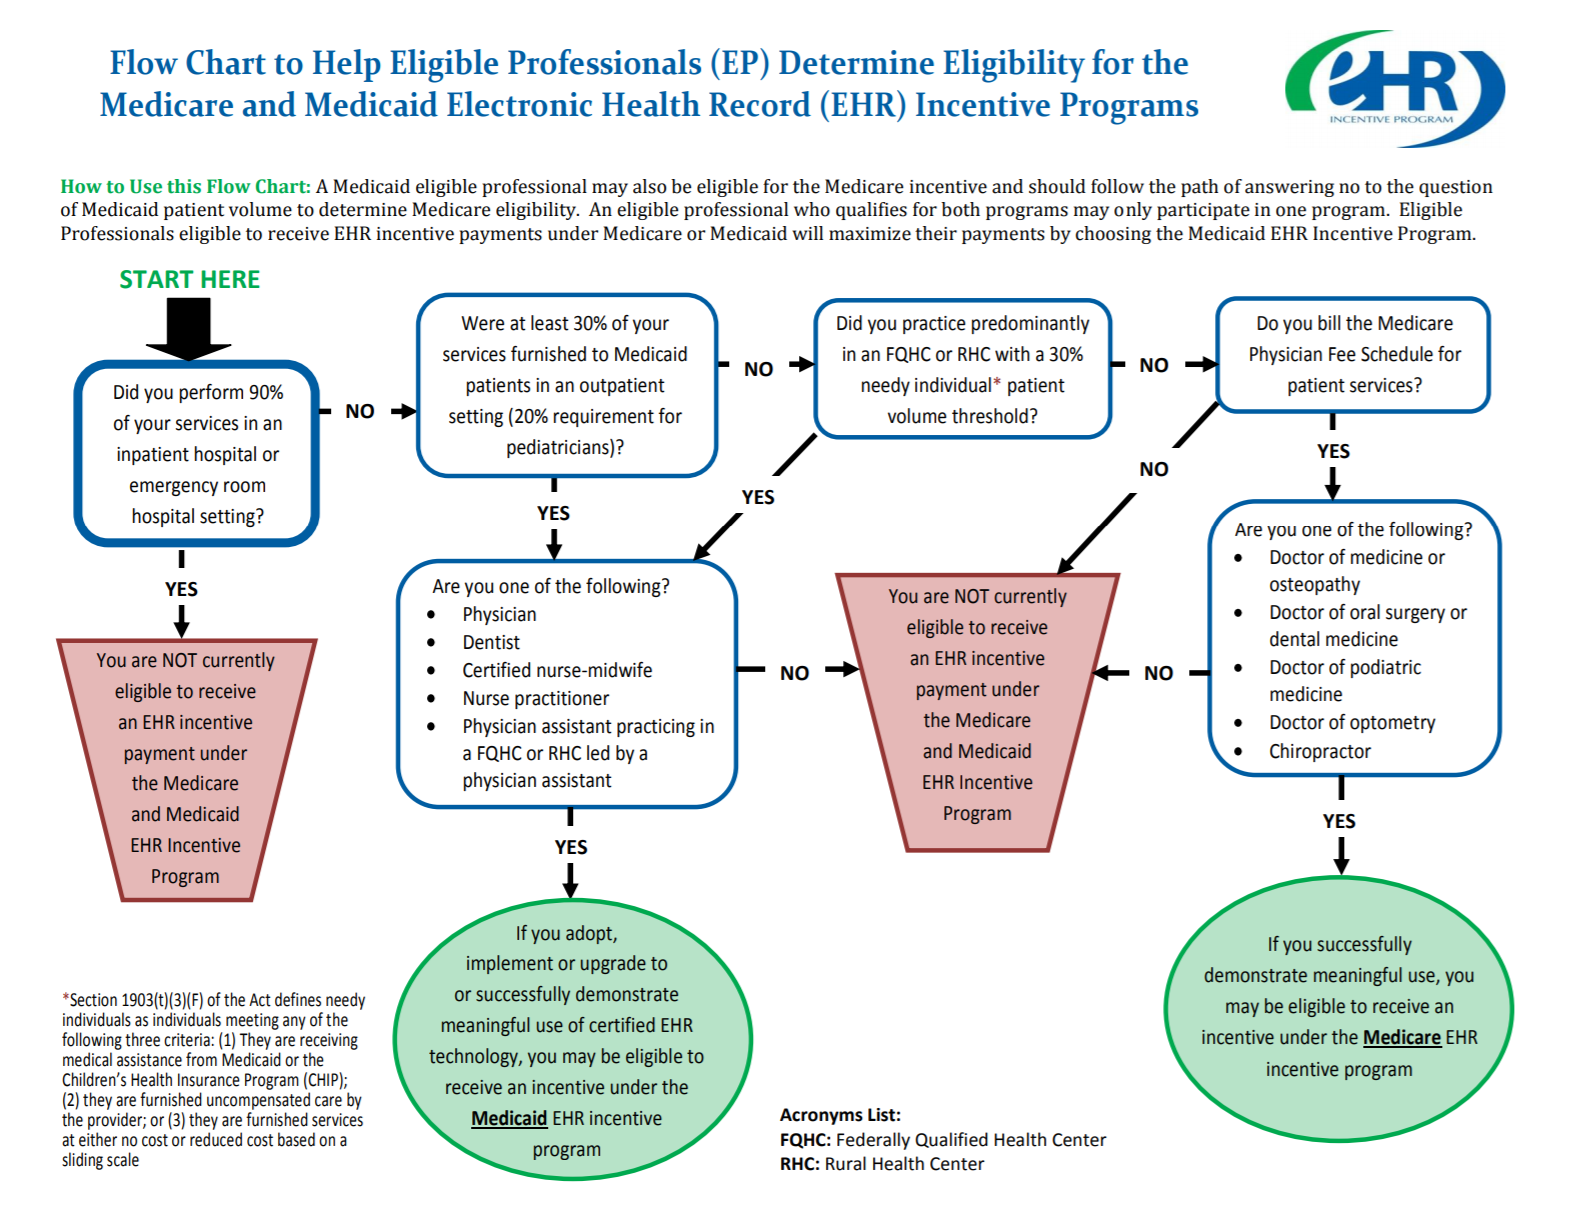 Flow Chart to Help Eligible Professionals (EP) Determine Eligibility for the
Medicare and Medicaid Electronic Health Record (EHR) Incentive Programs
eHR
INCENTIVE PROGRAM
How to Use this Flow Chart: A Medicaid eligible professional may also be eligible for the Medicare incentive and should follow the path of answering no to the question
of Medicaid patient volume to determine Medicare eligibility. An eligible professional who qualifies for both programs may only participate in one program. Eligible
Professionals eligible to receive EHR incentive payments under Medicare or Medicaid will maximize their payments by choosing the Medicaid EHR Incentive Program.
START HERE
Did you perform 90%
of your services in an
inpatient hospital or
emergency room
hospital setting?
NO
YES
You are NOT currently
eligible to receive
an EHR incentive
payment under
the Medicare
and Medicaid
EHR Incentive
Program
Were at least 30% of your
services furnished to Medicaid
patients in an outpatient
setting (20% requirement for
pediatricians)?
NO
YES
Did you practice predominantly
in an FQHC or RHC with a 30%
needy individual* patient
volume threshold?
NO
YES
Do you bill the Medicare
Physician Fee Schedule for
patient services?
NO
YES
Are you one of the following?
• Physician
• Dentist
• Certified nurse-midwife
• Nurse practitioner
• Physician assistant practicing in
a FQHC or RHC led by a
physician assistant
NO
YES
You are NOT currently
eligible to receive
an EHR incentive
payment under
the Medicare
and Medicaid
EHR Incentive
Program
Are you one of the following?
• Doctor of medicine or
osteopathy
• Doctor of oral surgery or
dental medicine
• Doctor of podiatric
medicine
• Doctor of optometry
• Chiropractor
NO
YES
If you adopt,
implement or upgrade to
or successfully demonstrate
meaningful use of certified EHR
technology, you may be eligible to
receive an incentive under the
Medicaid EHR incentive
program
If you successfully
demonstrate meaningful use, you
may be eligible to receive an
incentive under the Medicare EHR
incentive program
*Section 1903(t)(3)(F) of the Act defines needy
individuals as individuals meeting any of the
following three criteria: (1) They are receiving
medical assistance from Medicaid or the
Children's Health Insurance Program (CHIP);
(2) they are furnished uncompensated care by
the provider; or (3) they are furnished services
at either no cost or reduced cost based on a
sliding scale
Acronyms List:
FQHC: Federally Qualified Health Center
RHC: Rural Health Center